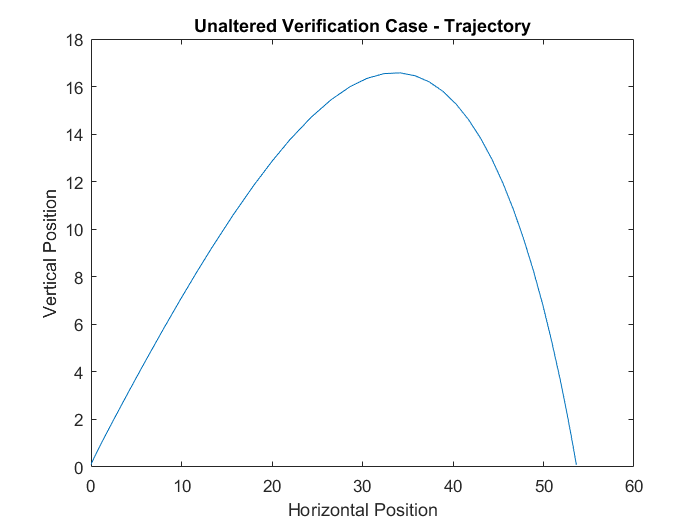 Unaltered Verification Case - Trajectory
18
16
14
12
10
8
6
4
2
0
Vertical Position
0 10 20 30 40 50 60
Horizontal Position